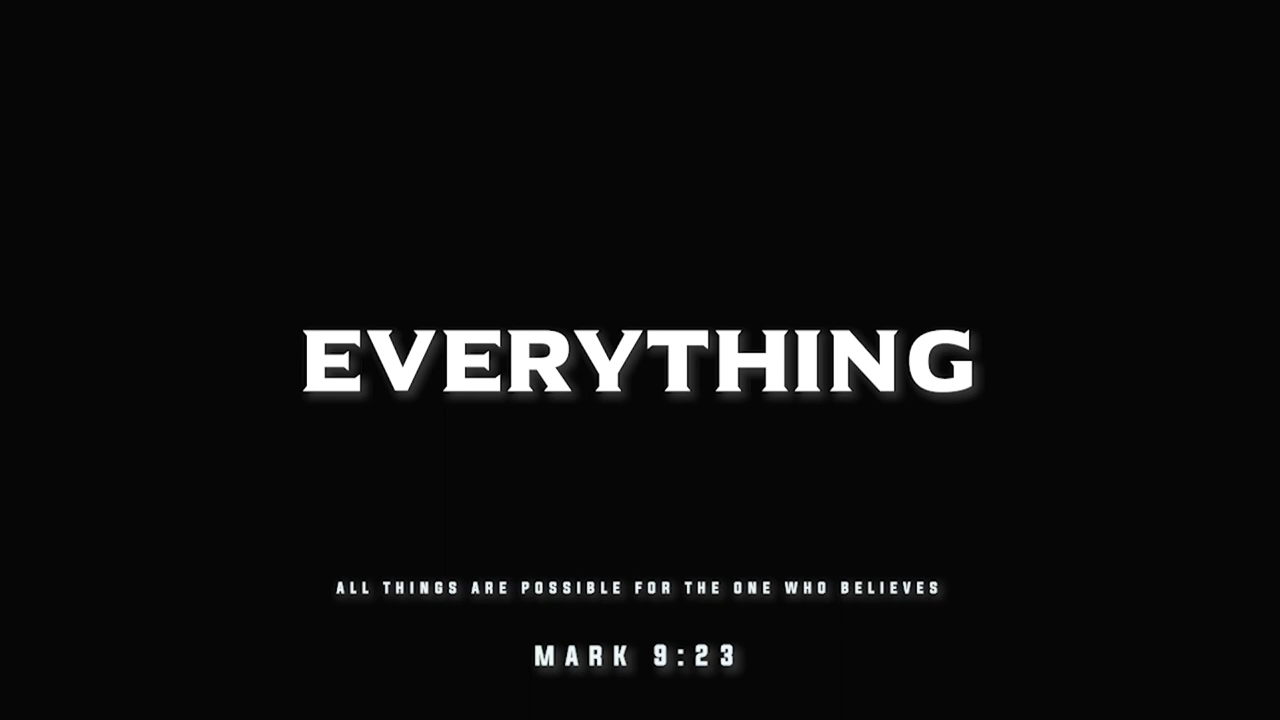 EVERYTHING
ALL THINGS ARE POSSIBLE FOR THE ONE WHO BELIEVES
MARK 9:23